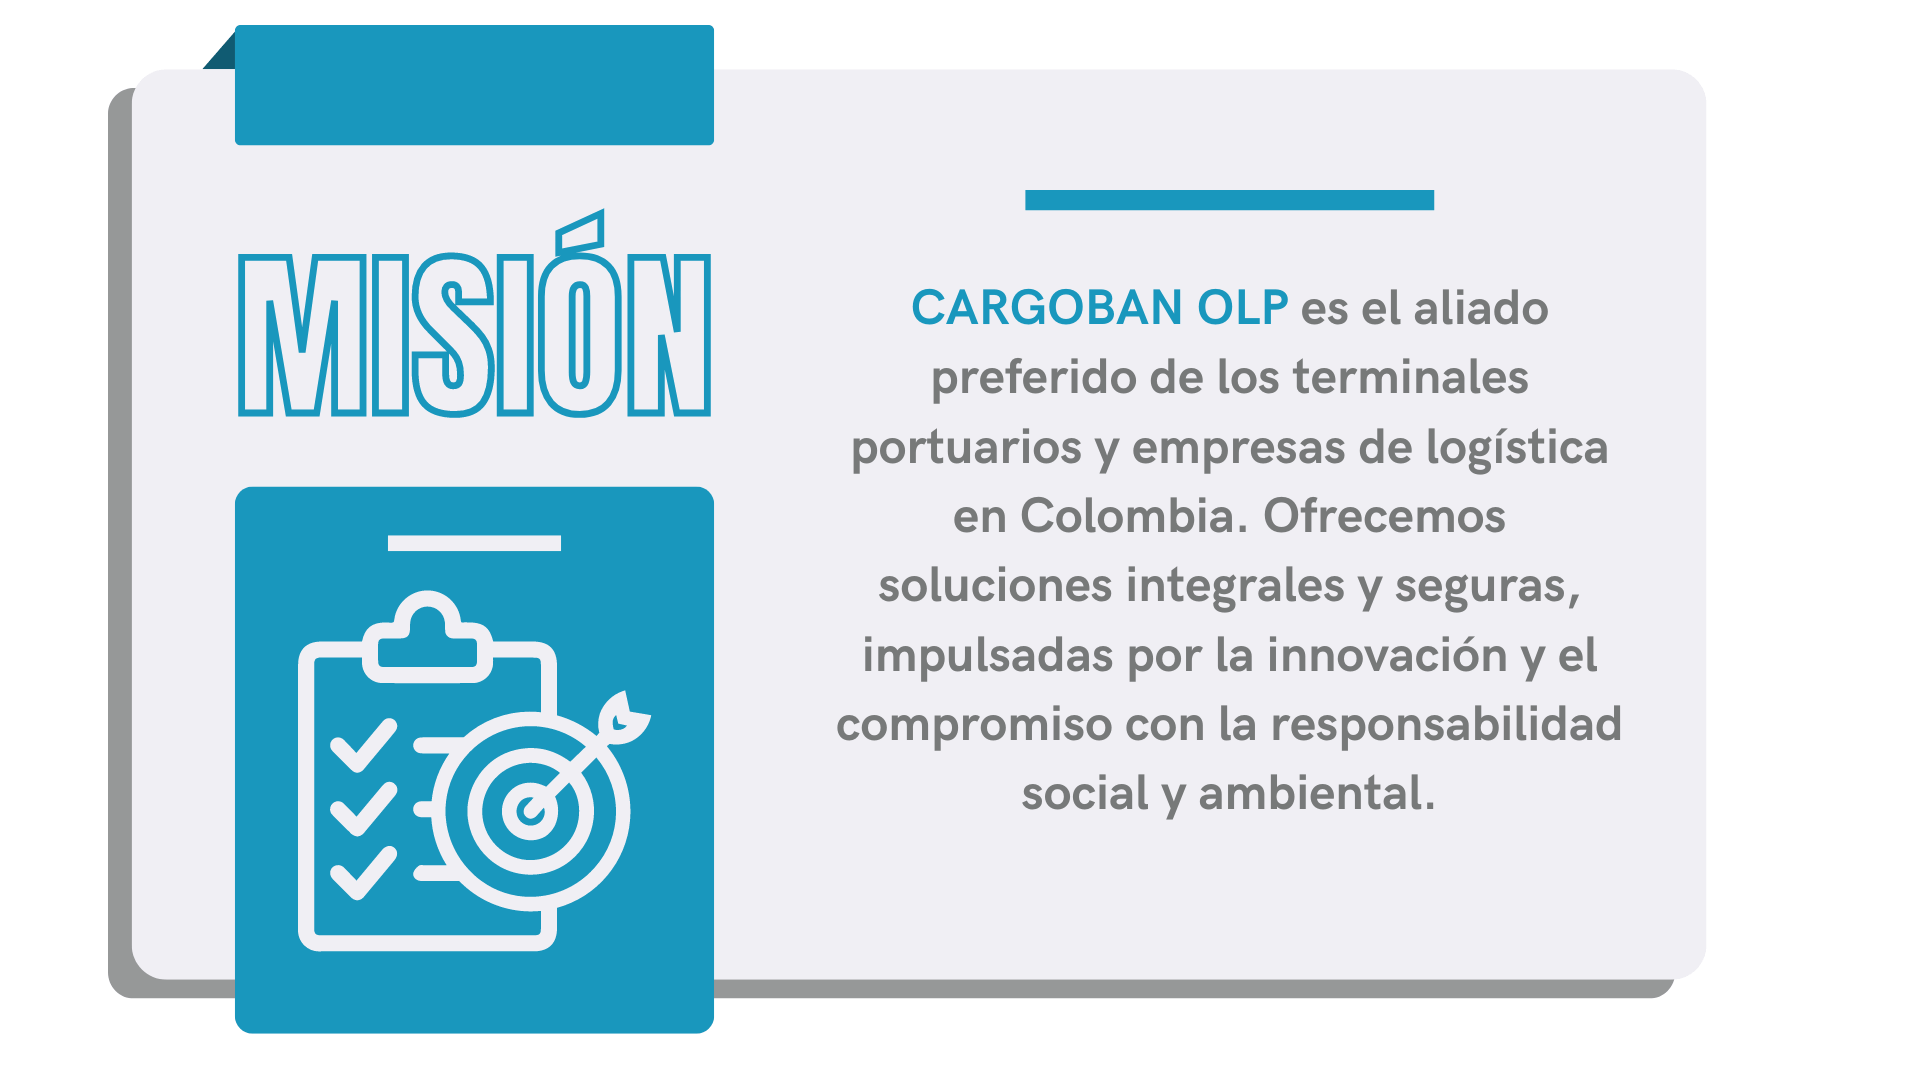 MISIÓN
CARGOBAN OLP es el aliado
preferido de los terminales
portuarios y empresas de logística
en Colombia. Ofrecemos
soluciones integrales y seguras,
impulsadas por la innovación y el
compromiso con la responsabilidad
social y ambiental.